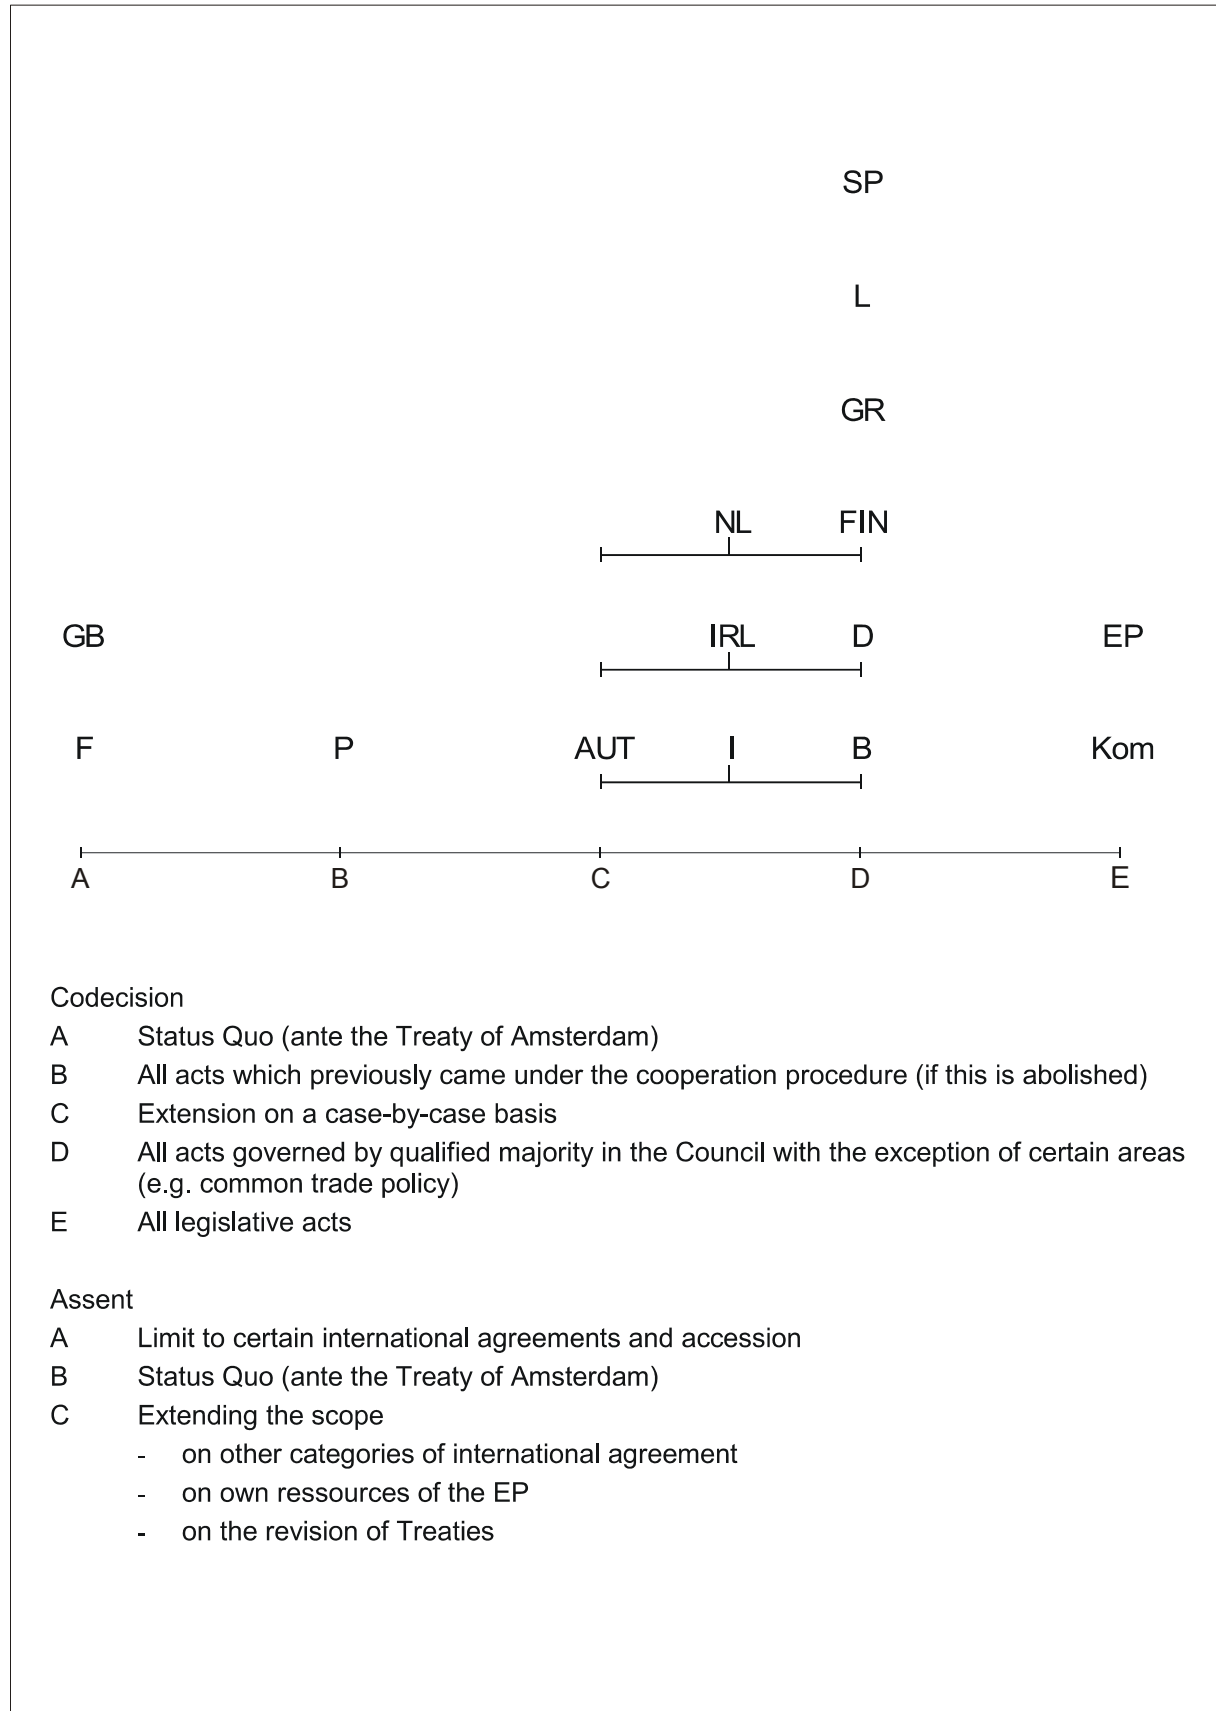 SP
L
GR
NL FIN
GB IRL D EP
F P AUT I B Kom
A B C D E
Codecision
A Status Quo (ante the Treaty of Amsterdam)
B All acts which previously came under the cooperation procedure (if this is abolished)
C Extension on a case-by-case basis
D All acts governed by qualified majority in the Council with the exception of certain areas
(e.g. common trade policy)
E All legislative acts
Assent
A Limit to certain international agreements and accession
B Status Quo (ante the Treaty of Amsterdam)
C Extending the scope
- on other categories of international agreement
- on own ressources of the EP
- on the revision of Treaties